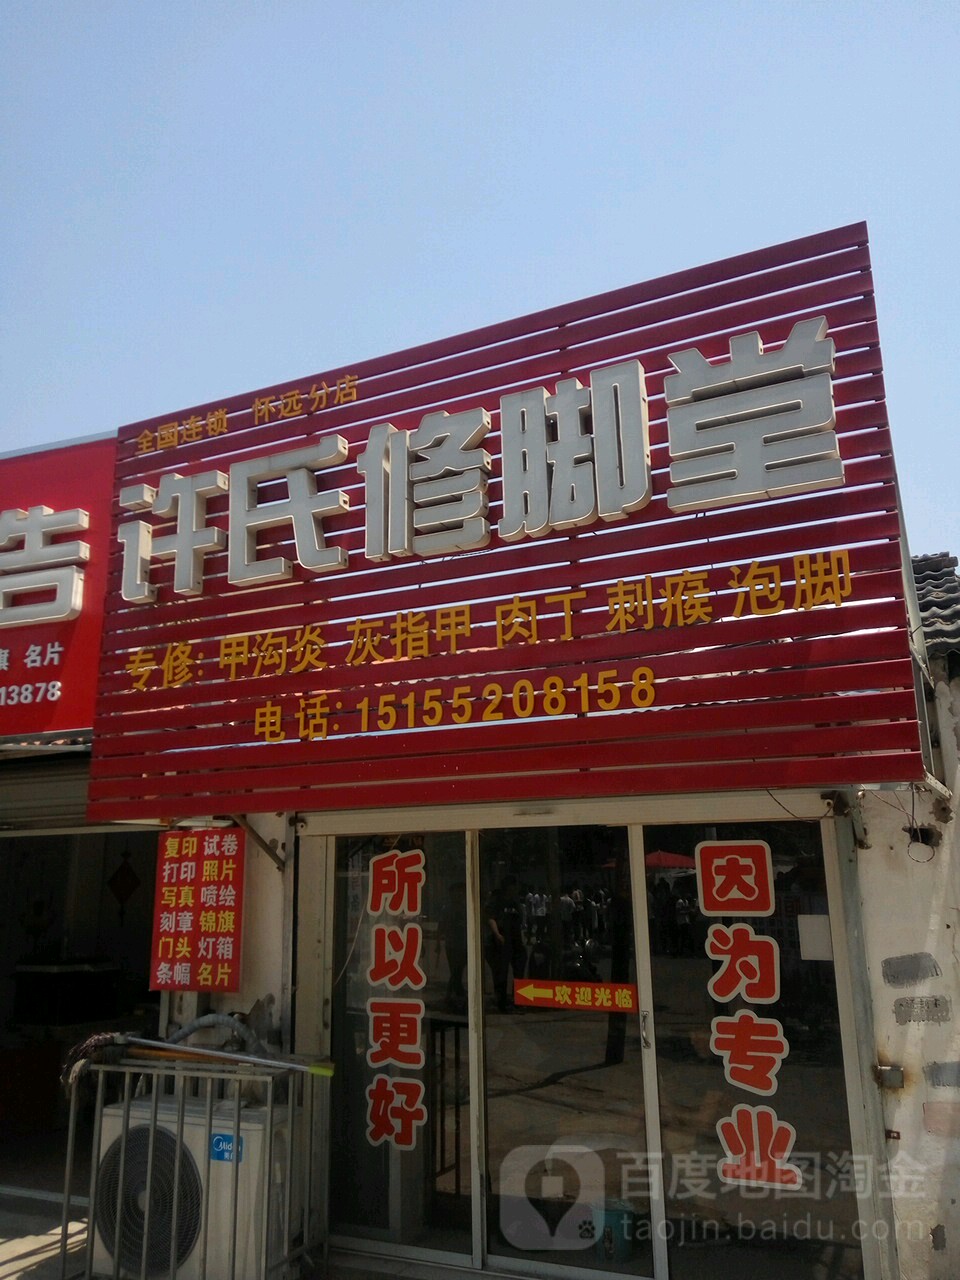 全国连锁 怀远分店
许氏修脚堂
专修: 甲沟炎 灰指甲 肉丁 刺瘊 泡脚
电话: 15155208158
告
旗 名片
13878
复印 试卷
打印 照片
写真 喷绘
刻章 锦旗
门头 灯箱
条幅 名片
因为专业
所以更好
欢迎光临
Midea
百度地图淘金
taojin.baidu.com